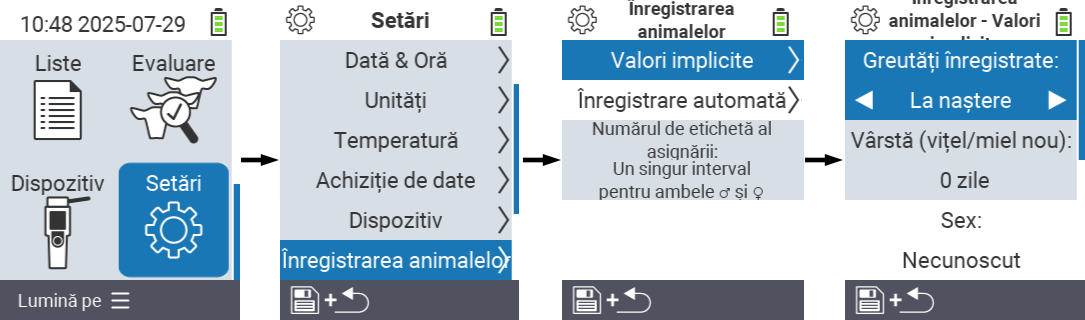 10:48 2025-07-29
Liste
Evaluare
Dispozitiv
Setări
Lumină pe
Setări
Dată & Oră
Unități
Temperatură
Achiziție de date
Dispozitiv
Înregistrarea animalelor
+
Înregistrarea
animalelor
Valori implicite
Înregistrare automată
Numărul de etichetă al
asignării:
Un singur interval
pentru ambele ♂ și ♀
+
Înregistrarea
animalelor - Valori
implicite
Greutăți înregistrate:
La naștere
Vârstă (vițel/miel nou):
0 zile
Sex:
Necunoscut
+